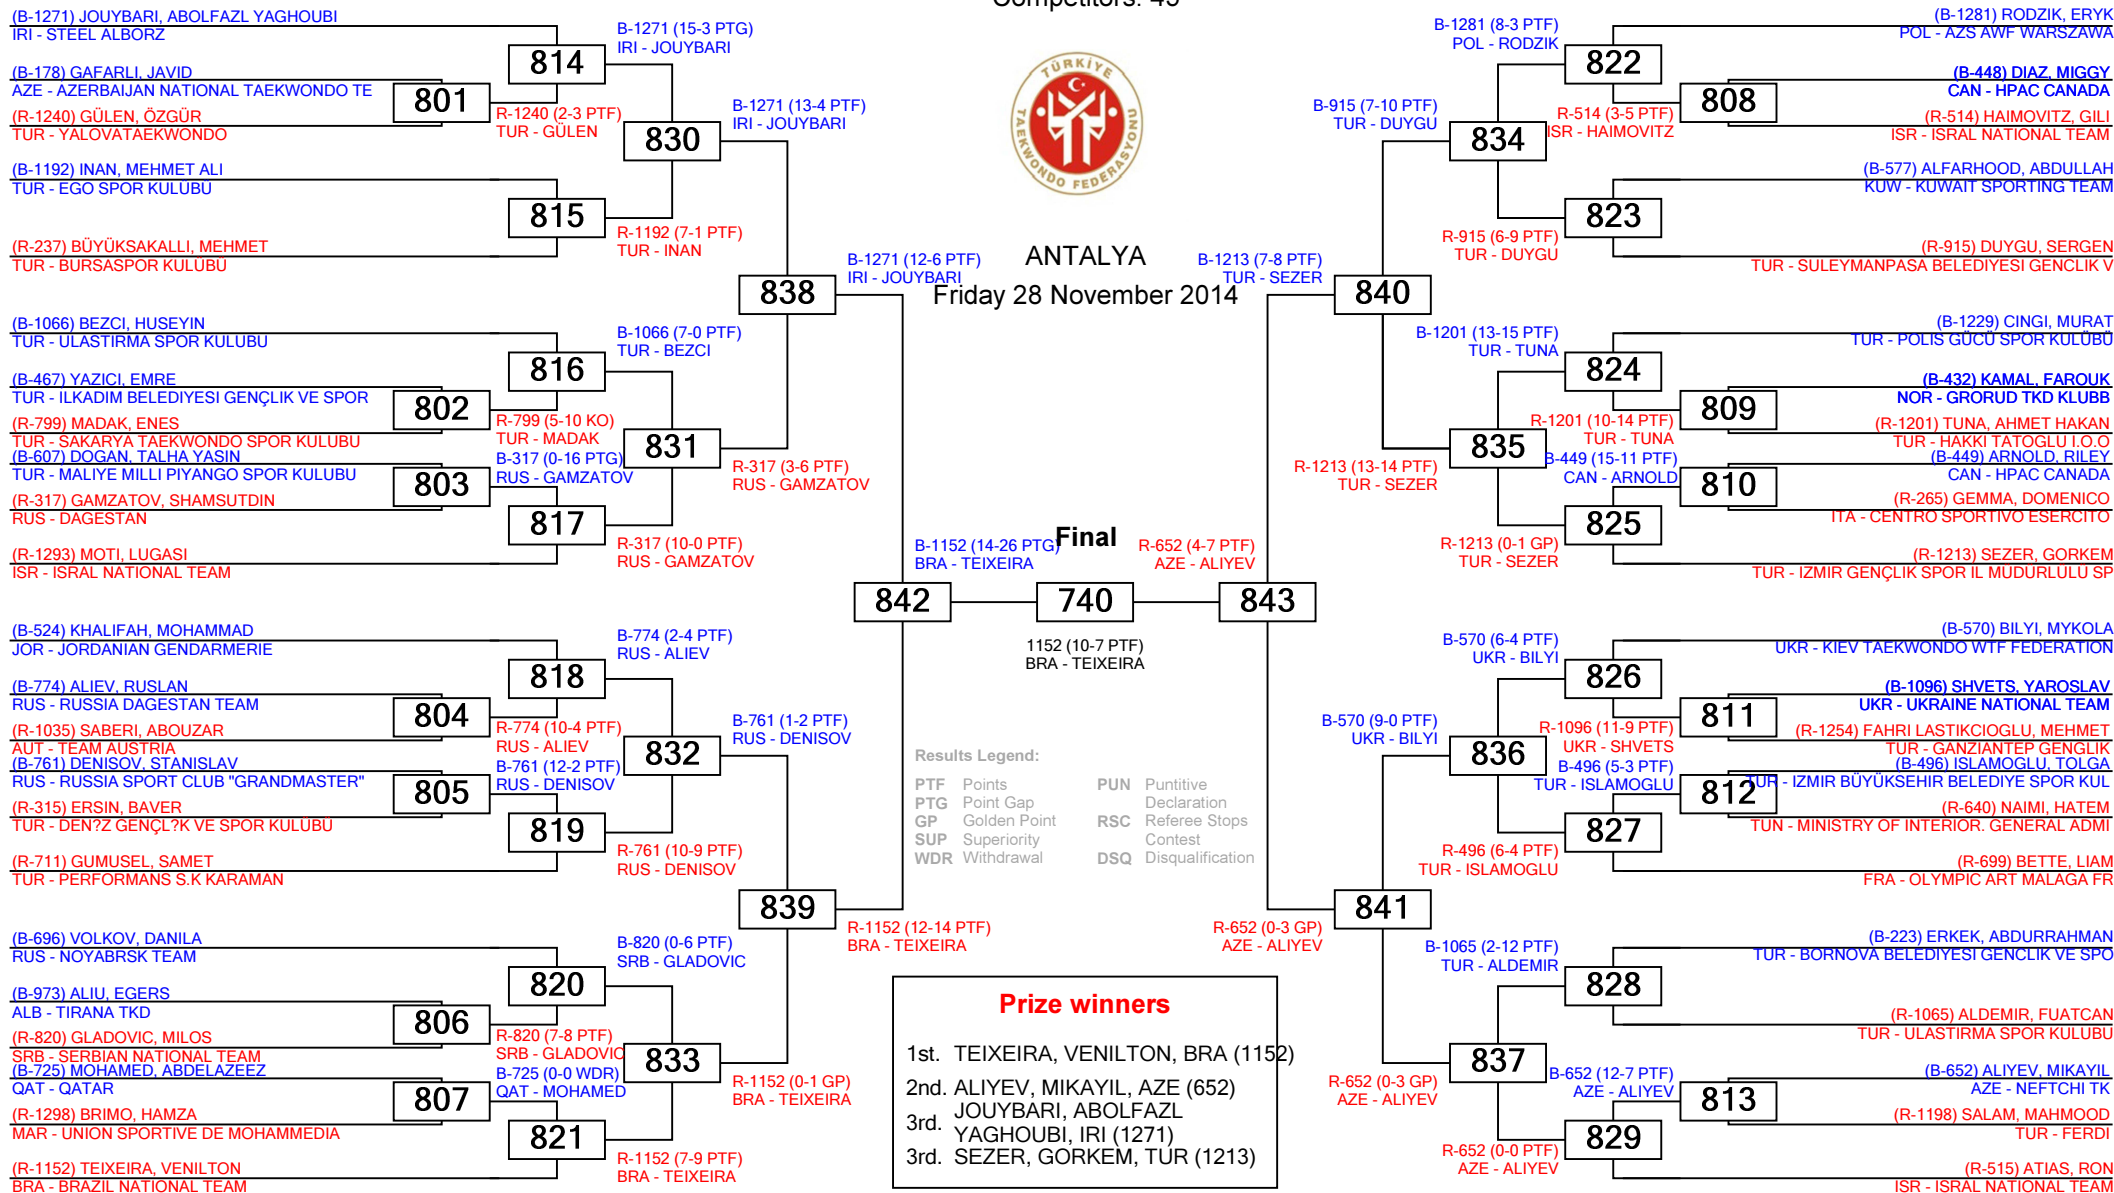 Competitors: 45
(B-1271) JOUYBARI, ABOLFAZL YAGHOUBI
IRI - STEEL ALBORZ
(B-178) GAFARLI, JAVID
AZE - AZERBAIJAN NATIONAL TAEKWONDO TE
(R-1240) GÜLEN, ÖZGÜR
TUR - YALOVATAEKWONDO
(B-1192) INAN, MEHMET ALI
TUR - EGO SPOR KULÜBÜ
(R-237) BÜYÜKSAKALLI, MEHMET
TUR - BURSASPOR KULÜBÜ
(B-1066) BEZCI, HUSEYIN
TUR - ULASTIRMA SPOR KULUBU
(B-467) YAZICI, EMRE
TUR - ILKADIM BELEDIYESI GENÇLIK VE SPOR
(R-799) MADAK, ENES
TUR - SAKARYA TAEKWONDO SPOR KULUBU
(B-607) DOGAN, TALHA YASIN
TUR - MALIYE MILLI PIYANGO SPOR KULUBU
(R-317) GAMZATOV, SHAMSUTDIN
RUS - DAGESTAN
(R-1293) MOTI, LUGASI
ISR - ISRAL NATIONAL TEAM
(B-524) KHALIFAH, MOHAMMAD
JOR - JORDANIAN GENDARMERIE
(B-774) ALIEV, RUSLAN
RUS - RUSSIA DAGESTAN TEAM
(R-1035) SABERI, ABOUZAR
AUT - TEAM AUSTRIA
(B-761) DENISOV, STANISLAV
RUS - RUSSIA SPORT CLUB "GRANDMASTER"
(R-315) ERSIN, BAVER
TUR - DEN?Z GENÇL?K VE SPOR KULÜBÜ
(R-711) GUMUSEL, SAMET
TUR - PERFORMANS S.K KARAMAN
(B-696) VOLKOV, DANILA
RUS - NOYABRSK TEAM
(B-973) ALIU, EGERS
ALB - TIRANA TKD
(R-820) GLADOVIC, MILOS
SRB - SERBIAN NATIONAL TEAM
(B-725) MOHAMED, ABDELAZEEZ
QAT - QATAR
(R-1298) BRIMO, HAMZA
MAR - UNION SPORTIVE DE MOHAMMEDIA
(R-1152) TEIXEIRA, VENILTON
BRA - BRAZIL NATIONAL TEAM
801
802
803
804
805
806
807
R-1240 (2-3 PTF)
TUR - GÜLEN
R-799 (5-10 KO)
TUR - MADAK
B-317 (0-16 PTG)
RUS - GAMZATOV
R-774 (10-4 PTF)
RUS - ALIEV
B-761 (12-2 PTF)
RUS - DENISOV
R-820 (7-8 PTF)
SRB - GLADOVIC
B-725 (0-0 WDR)
QAT - MOHAMED
814
815
816
817
818
819
820
821
B-1271 (15-3 PTG)
IRI - JOUYBARI
R-1192 (7-1 PTF)
TUR - INAN
B-1066 (7-0 PTF)
TUR - BEZCI
R-317 (10-0 PTF)
RUS - GAMZATOV
B-774 (2-4 PTF)
RUS - ALIEV
R-761 (10-9 PTF)
RUS - DENISOV
B-820 (0-6 PTF)
SRB - GLADOVIC
R-1152 (7-9 PTF)
BRA - TEIXEIRA
830
831
832
833
B-1271 (13-4 PTF)
IRI - JOUYBARI
R-317 (3-6 PTF)
RUS - GAMZATOV
B-761 (1-2 PTF)
RUS - DENISOV
R-1152 (0-1 GP)
BRA - TEIXEIRA
838
839
B-1271 (12-6 PTF)
IRI - JOUYBARI
R-1152 (12-14 PTF)
BRA - TEIXEIRA
842
B-1152 (14-26 PTG)
BRA - TEIXEIRA
TÜRKİYE
TAEKWONDO FEDERASYONU
ANTALYA
Friday 28 November 2014
Final
740
1152 (10-7 PTF)
BRA - TEIXEIRA
R-652 (4-7 PTF)
AZE - ALIYEV
843
B-1213 (7-8 PTF)
TUR - SEZER
R-652 (0-3 GP)
AZE - ALIYEV
840
841
B-915 (7-10 PTF)
TUR - DUYGU
R-1213 (13-14 PTF)
TUR - SEZER
B-570 (9-0 PTF)
UKR - BILYI
R-652 (0-3 GP)
AZE - ALIYEV
834
835
836
837
B-1281 (8-3 PTF)
POL - RODZIK
R-915 (6-9 PTF)
TUR - DUYGU
B-1201 (13-15 PTF)
TUR - TUNA
R-1213 (0-1 GP)
TUR - SEZER
B-570 (6-4 PTF)
UKR - BILYI
R-496 (6-4 PTF)
TUR - ISLAMOGLU
B-1065 (2-12 PTF)
TUR - ALDEMIR
R-652 (0-0 PTF)
AZE - ALIYEV
822
823
824
825
826
827
828
829
R-514 (3-5 PTF)
ISR - HAIMOVITZ
R-1201 (10-14 PTF)
TUR - TUNA
B-449 (15-11 PTF)
CAN - ARNOLD
R-1096 (11-9 PTF)
UKR - SHVETS
B-496 (5-3 PTF)
TUR - ISLAMOGLU
B-652 (12-7 PTF)
AZE - ALIYEV
808
809
810
811
812
813
(B-1281) RODZIK, ERYK
POL - AZS AWF WARSZAWA
(B-448) DIAZ, MIGGY
CAN - HPAC CANADA
(R-514) HAIMOVITZ, GILI
ISR - ISRAL NATIONAL TEAM
(B-577) ALFARHOOD, ABDULLAH
KUW - KUWAIT SPORTING TEAM
(R-915) DUYGU, SERGEN
TUR - SULEYMANPASA BELEDIYESI GENCLIK V
(B-1229) CINGI, MURAT
TUR - POLIS GÜCÜ SPOR KULÜBÜ
(B-432) KAMAL, FAROUK
NOR - GRORUD TKD KLUBB
(R-1201) TUNA, AHMET HAKAN
TUR - HAKKI TATOGLU I.O.O
(B-449) ARNOLD, RILEY
CAN - HPAC CANADA
(R-265) GEMMA, DOMENICO
ITA - CENTRO SPORTIVO ESERCITO
(R-1213) SEZER, GORKEM
TUR - IZMIR GENÇLIK SPOR IL MÜDÜRLÜLÜ SP
(B-570) BILYI, MYKOLA
UKR - KIEV TAEKWONDO WTF FEDERATION
(B-1096) SHVETS, YAROSLAV
UKR - UKRAINE NATIONAL TEAM
(R-1254) FAHRI LASTIKCIOGLU, MEHMET
TUR - GANZIANTEP GENGLIK
(B-496) ISLAMOGLU, TOLGA
TUR - IZMIR BÜYÜKSEHIR BELEDIYE SPOR KUL
(R-640) NAIMI, HATEM
TUN - MINISTRY OF INTERIOR. GENERAL ADMI
(R-699) BETTE, LIAM
FRA - OLYMPIC ART MALAGA FR
(B-223) ERKEK, ABDURRAHMAN
TUR - BORNOVA BELEDIYESI GENCLIK VE SPO
(R-1065) ALDEMIR, FUATCAN
TUR - ULASTIRMA SPOR KULUBU
(B-652) ALIYEV, MIKAYIL
AZE - NEFTCHI TK
(R-1198) SALAM, MAHMOOD
TUR - FERDI
(R-515) ATIAS, RON
ISR - ISRAL NATIONAL TEAM
Results Legend:
PTF Points
PTG Point Gap
GP Golden Point
SUP Superiority
WDR Withdrawal
PUN Puntitive
Declaration
RSC Referee Stops
Contest
DSQ Disqualification
Prize winners
1st. TEIXEIRA, VENILTON, BRA (1152)
2nd. ALIYEV, MIKAYIL, AZE (652)
3rd. JOUYBARI, ABOLFAZL
YAGHOUBI, IRI (1271)
3rd. SEZER, GORKEM, TUR (1213)